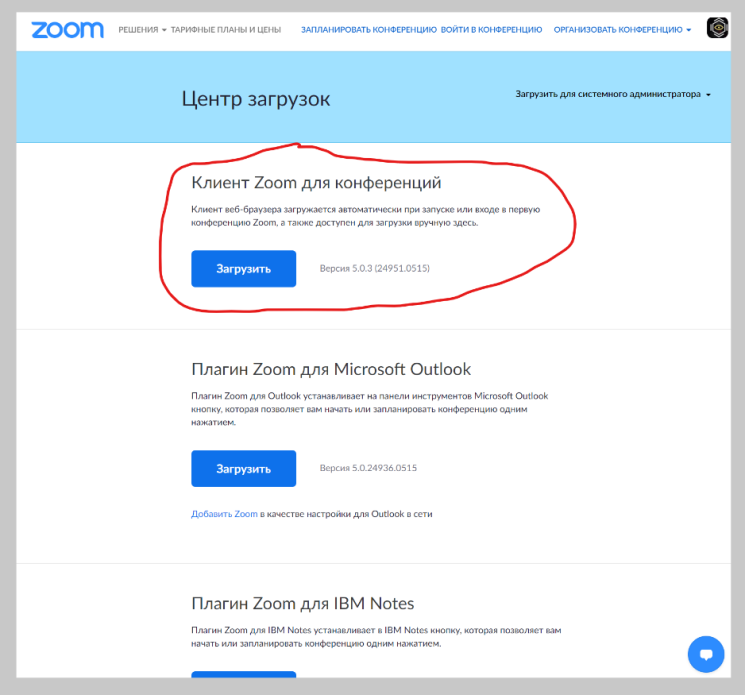 zoom
РЕШЕНИЯ ТАРИФНЫЕ ПЛАНЫ И ЦЕНЫ ЗАПЛАНИРОВАТЬ КОНФЕРЕНЦИЮ ВОЙТИ В КОНФЕРЕНЦИЮ ОРГАНИЗОВАТЬ КОНФЕРЕНЦИЮ
Центр загрузок
Загрузить для системного администратора
Клиент Zoom для конференций
Клиент веб-браузера загружается автоматически при запуске или входе в первую
конференцию Zoom, а также доступен для загрузки вручную здесь.
Загрузить Версия 5.0.3 (24951.0515)
Плагин Zoom для Microsoft Outlook
Плагин Zoom для Outlook устанавливает на панели инструментов Microsoft Outlook
кнопку, которая позволяет вам начать или запланировать конференцию одним
нажатием.
Загрузить Версия 5.0.24936.0515
Добавить Zoom в качестве настройки для Outlook в сети
Плагин Zoom для IBM Notes
Плагин Zoom для IBM Notes устанавливает в IBM Notes кнопку, которая позволяет вам
начать или запланировать конференцию одним нажатием.